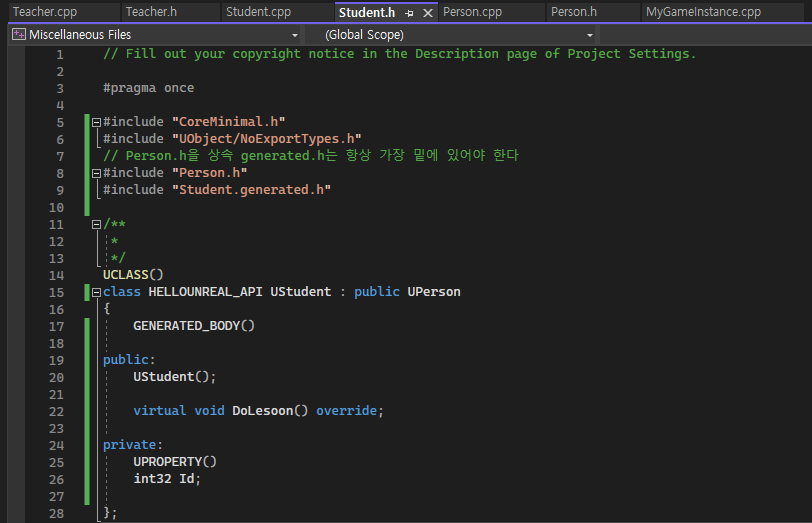 Teacher.cpp Teacher.h Student.cpp Student.h Person.cpp Person.h MyGameInstance.cpp
Miscellaneous Files (Global Scope)
1 // Fill out your copyright notice in the Description page of Project Settings.
2
3 #pragma once
4
5 #include "CoreMinimal.h"
6 #include "UObject/NoExportTypes.h"
7 // Person.h을 상속 generated.h는 항상 가장 밑에 있어야 한다
8 #include "Person.h"
9 #include "Student.generated.h"
10
11 /**
12 *
13 */
14 UCLASS()
15 class HELLOUNREAL_API UStudent : public UPerson
16 {
17 GENERATED_BODY()
18
19 public:
20 UStudent();
21
22 virtual void DoLesoon() override;
23
24 private:
25 UPROPERTY()
26 int32 Id;
27
28 };